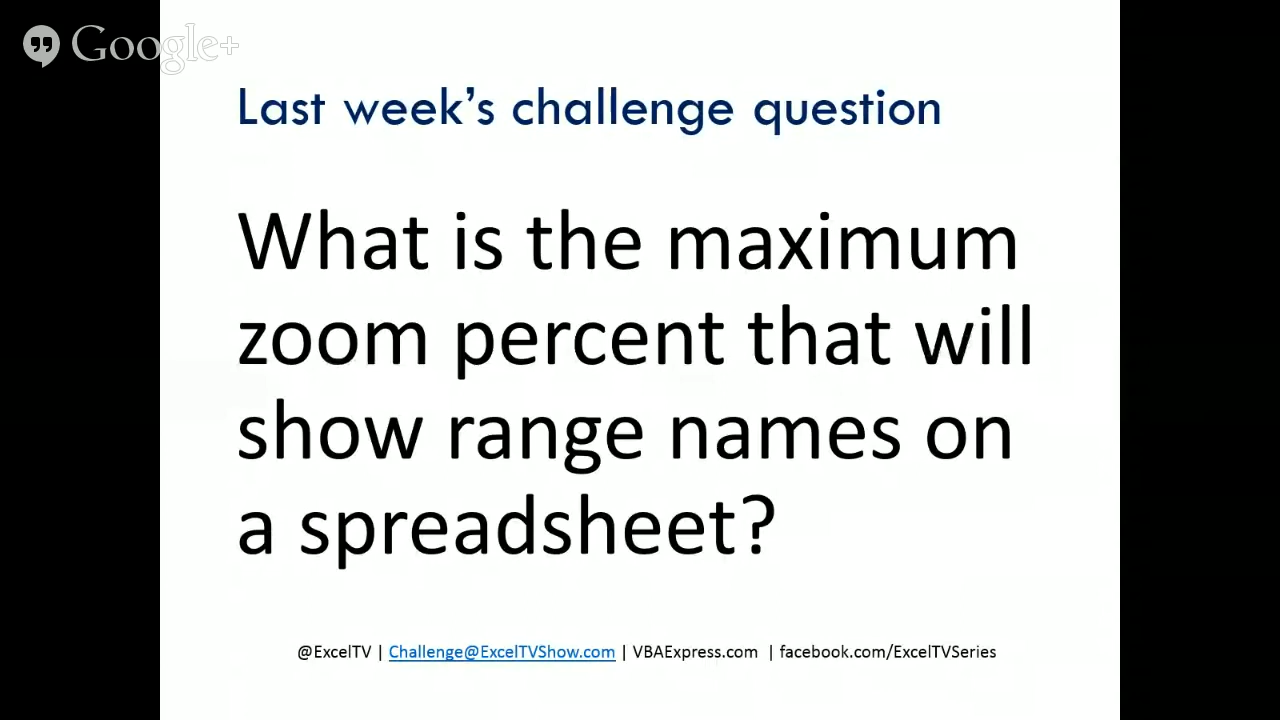 Google+
Last week’s challenge question
What is the maximum
zoom percent that will
show range names on
a spreadsheet?
@ExcelTV | Challenge@ExcelTVShow.com | VBAExpress.com | facebook.com/ExcelTVSeries